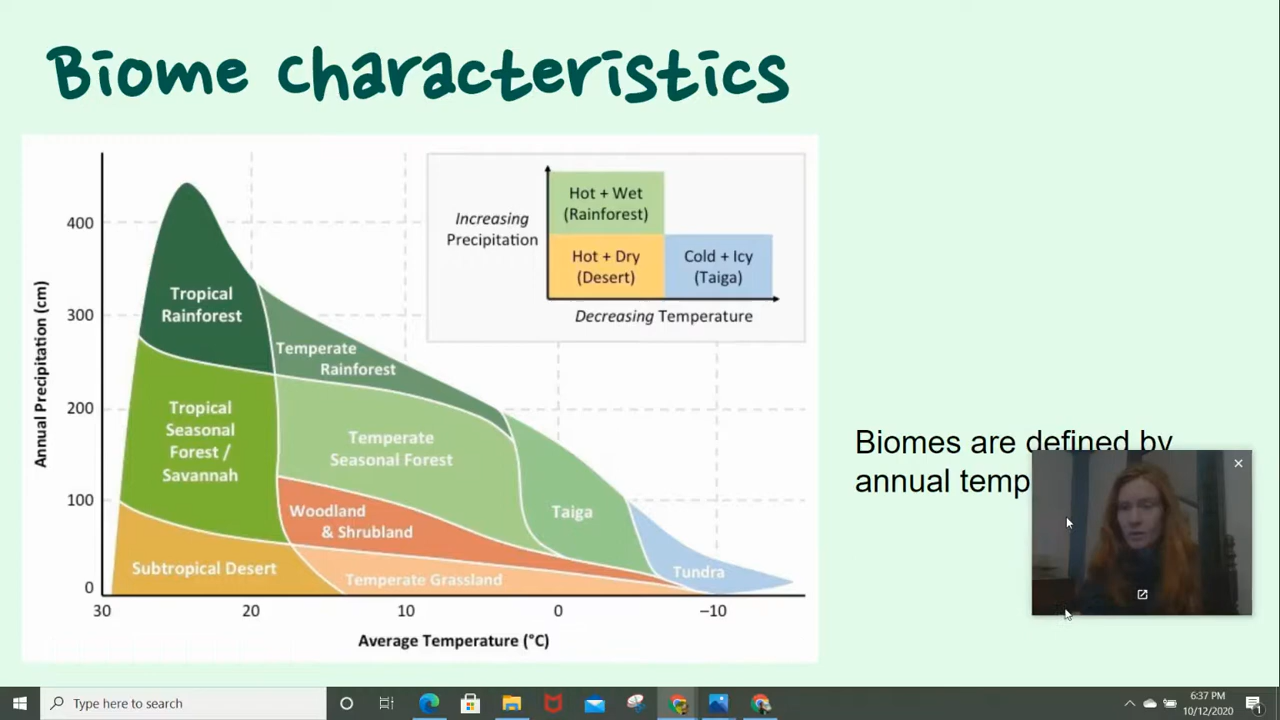 Biome characteristics
400
300
200
100
0
Annual Precipitation (cm)
30
20
10
0
–10
Average Temperature (°C)
Tropical
Rainforest
Temperate
Rainforest
Tropical
Seasonal
Forest /
Savannah
Temperate
Seasonal Forest
Woodland
& Shrubland
Taiga
Subtropical Desert
Temperate Grassland
Tundra
Increasing
Precipitation
Hot + Wet
(Rainforest)
Hot + Dry
(Desert)
Cold + Icy
(Taiga)
Decreasing Temperature
Biomes are defined by
annual temp
Type here to search
6:37 PM
10/12/2020
1